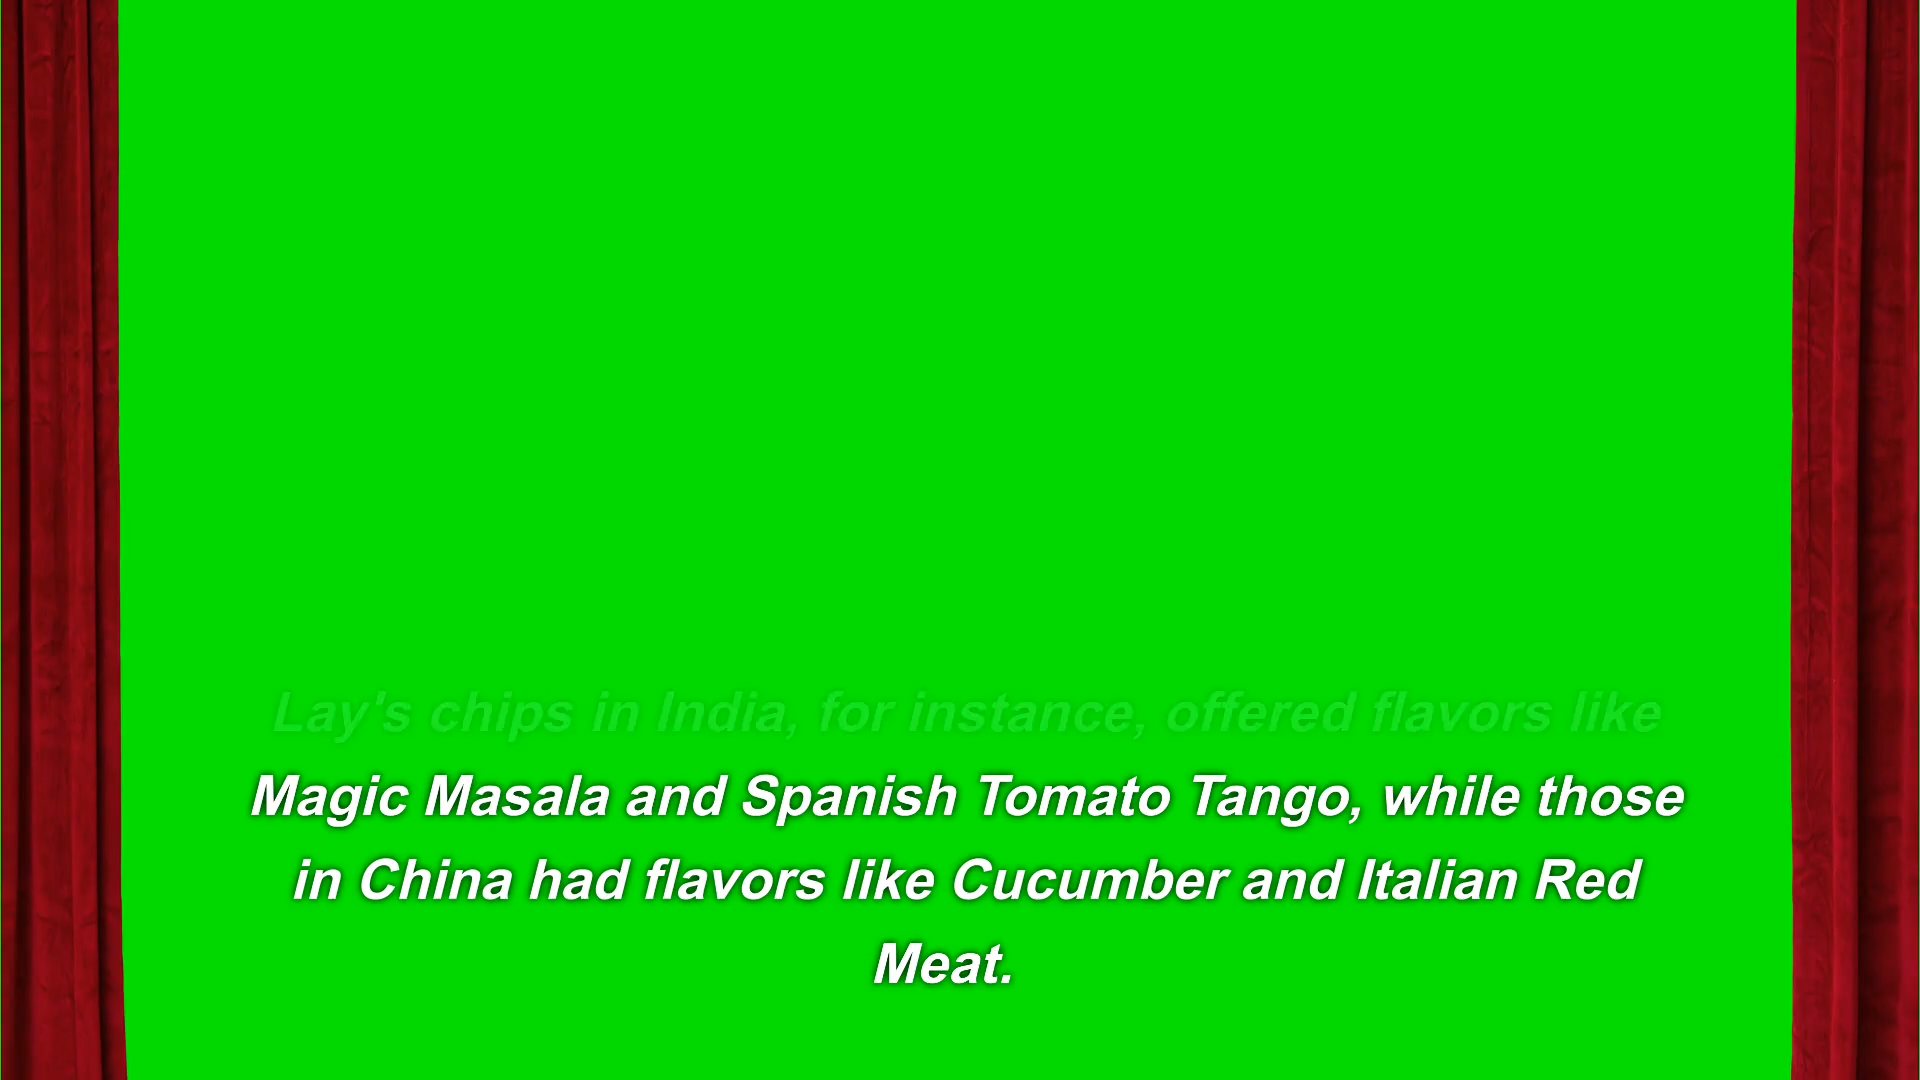 Lay's chips in India, for instance, offered flavors like
Magic Masala and Spanish Tomato Tango, while those
in China had flavors like Cucumber and Italian Red
Meat.